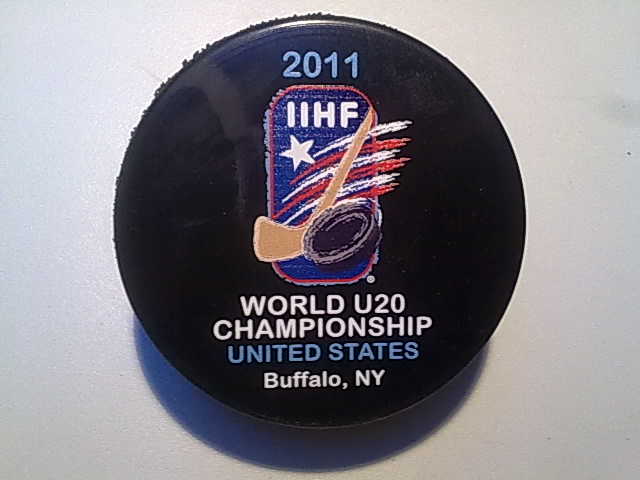 2011
IIHF
WORLD U20
CHAMPIONSHIP
UNITED STATES
Buffalo, NY